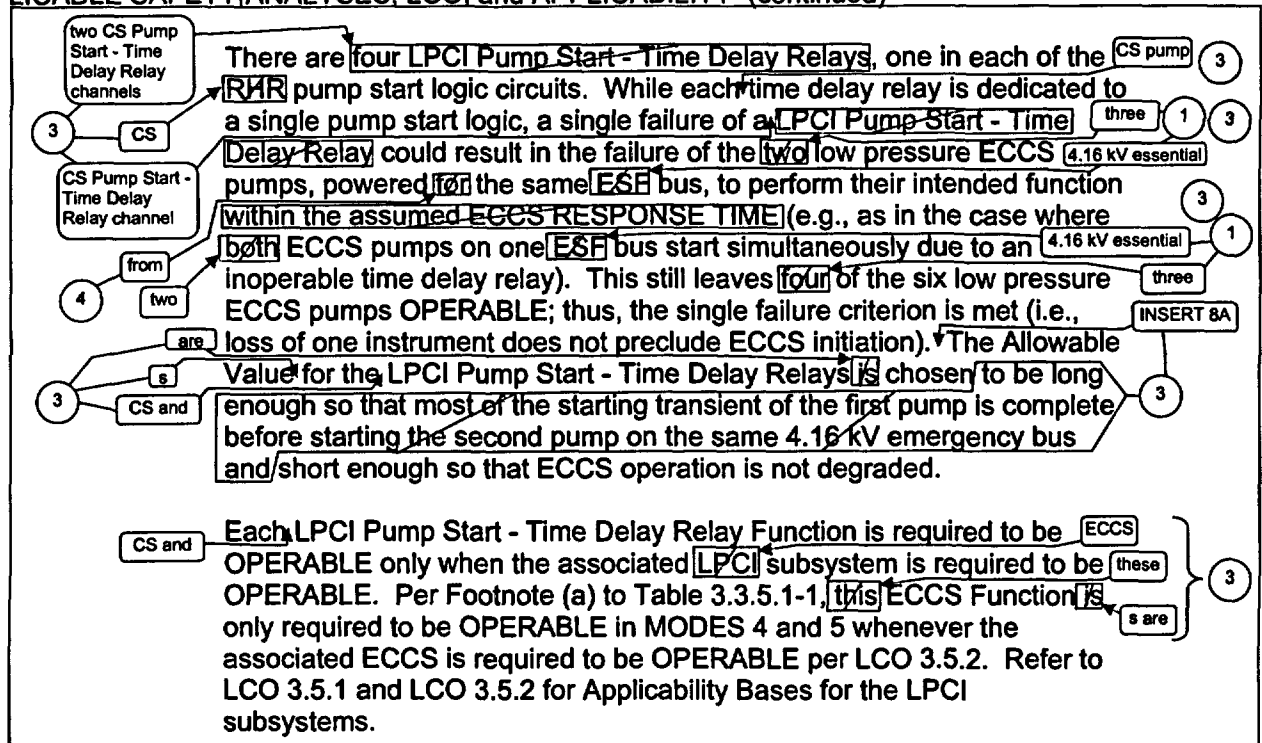 LICABLE SAFETY ANALYSES, LCO, and APPLICABILITY (continued)
two CS Pump
Start - Time
Delay Relay
channels
There are four LPCI Pump Start - Time Delay Relays, one in each of the
CS pump
3
RHR pump start logic circuits. While each time delay relay is dedicated to
3
CS
a single pump start logic, a single failure of a LPCI Pump Start - Time
three
1
3
Delay Relay could result in the failure of the two low pressure ECCS
4.16 kV essential
CS Pump Start -
Time Delay
Relay channel
pumps, powered for the same ESF bus, to perform their intended function
within the assumed ECCS RESPONSE TIME (e.g., as in the case where
3
both ECCS pumps on one ESF bus start simultaneously due to an
4.16 kV essential
1
from
4
two
inoperable time delay relay). This still leaves four of the six low pressure
three
ECCS pumps OPERABLE; thus, the single failure criterion is met (i.e.,
INSERT 8A
are
loss of one instrument does not preclude ECCS initiation). The Allowable
s
Value for the LPCI Pump Start - Time Delay Relays is chosen to be long
3
CS and
3
enough so that most of the starting transient of the first pump is complete
before starting the second pump on the same 4.16 kV emergency bus
and short enough so that ECCS operation is not degraded.
CS and
Each LPCI Pump Start - Time Delay Relay Function is required to be
ECCS
OPERABLE only when the associated LPCI subsystem is required to be
these
3
OPERABLE. Per Footnote (a) to Table 3.3.5.1-1, this ECCS Function is
s are
only required to be OPERABLE in MODES 4 and 5 whenever the
associated ECCS is required to be OPERABLE per LCO 3.5.2. Refer to
LCO 3.5.1 and LCO 3.5.2 for Applicability Bases for the LPCI
subsystems.